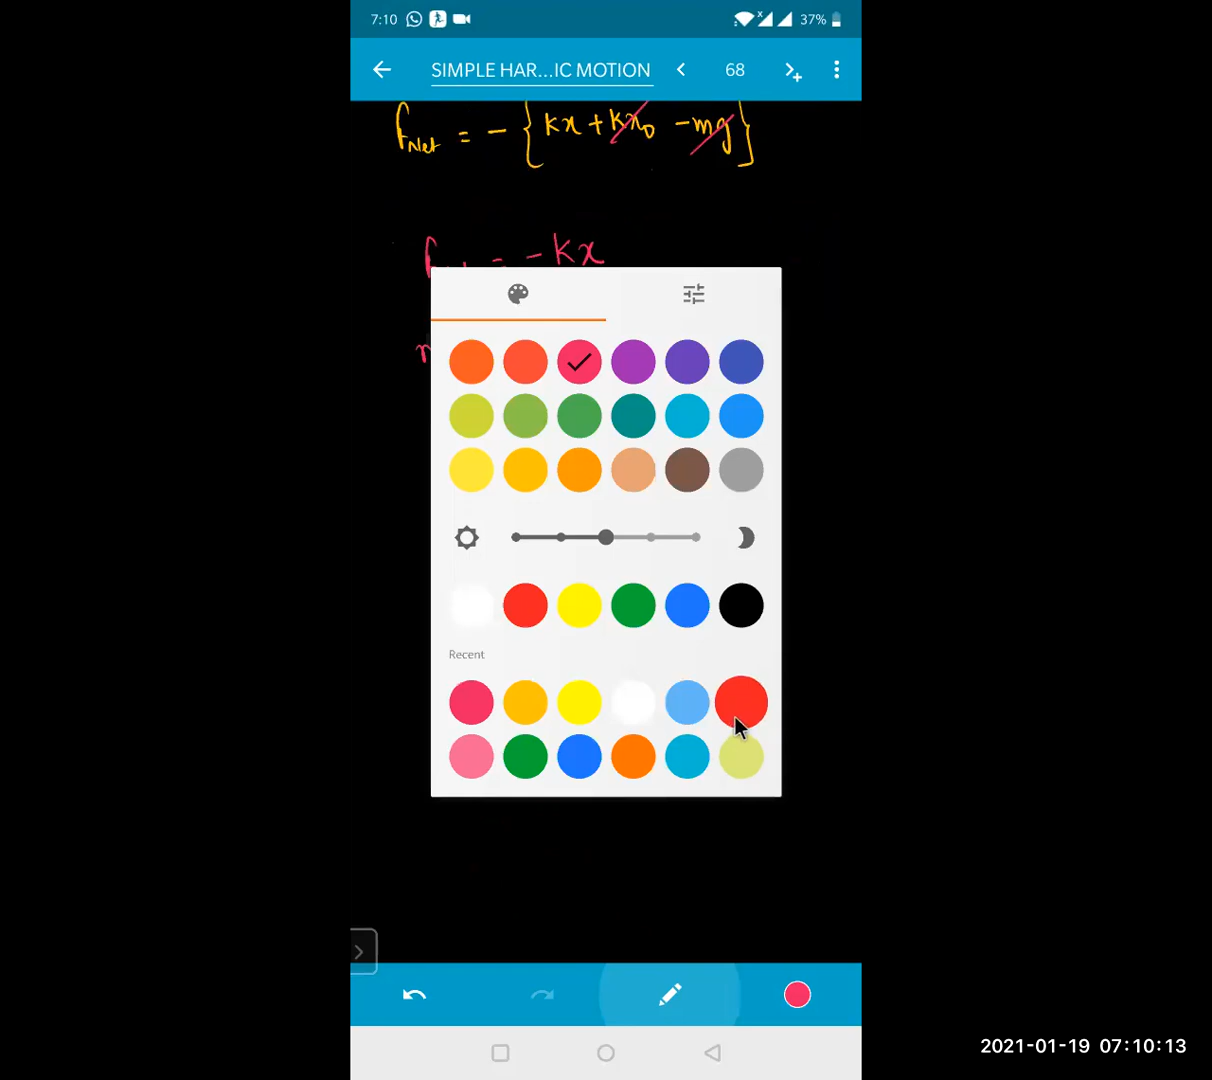 7:10 37%
SIMPLE HAR...IC MOTION 68
F_Net = - { kx + kx₀ - mg }
= - kx
Recent
2021-01-19 07:10:13